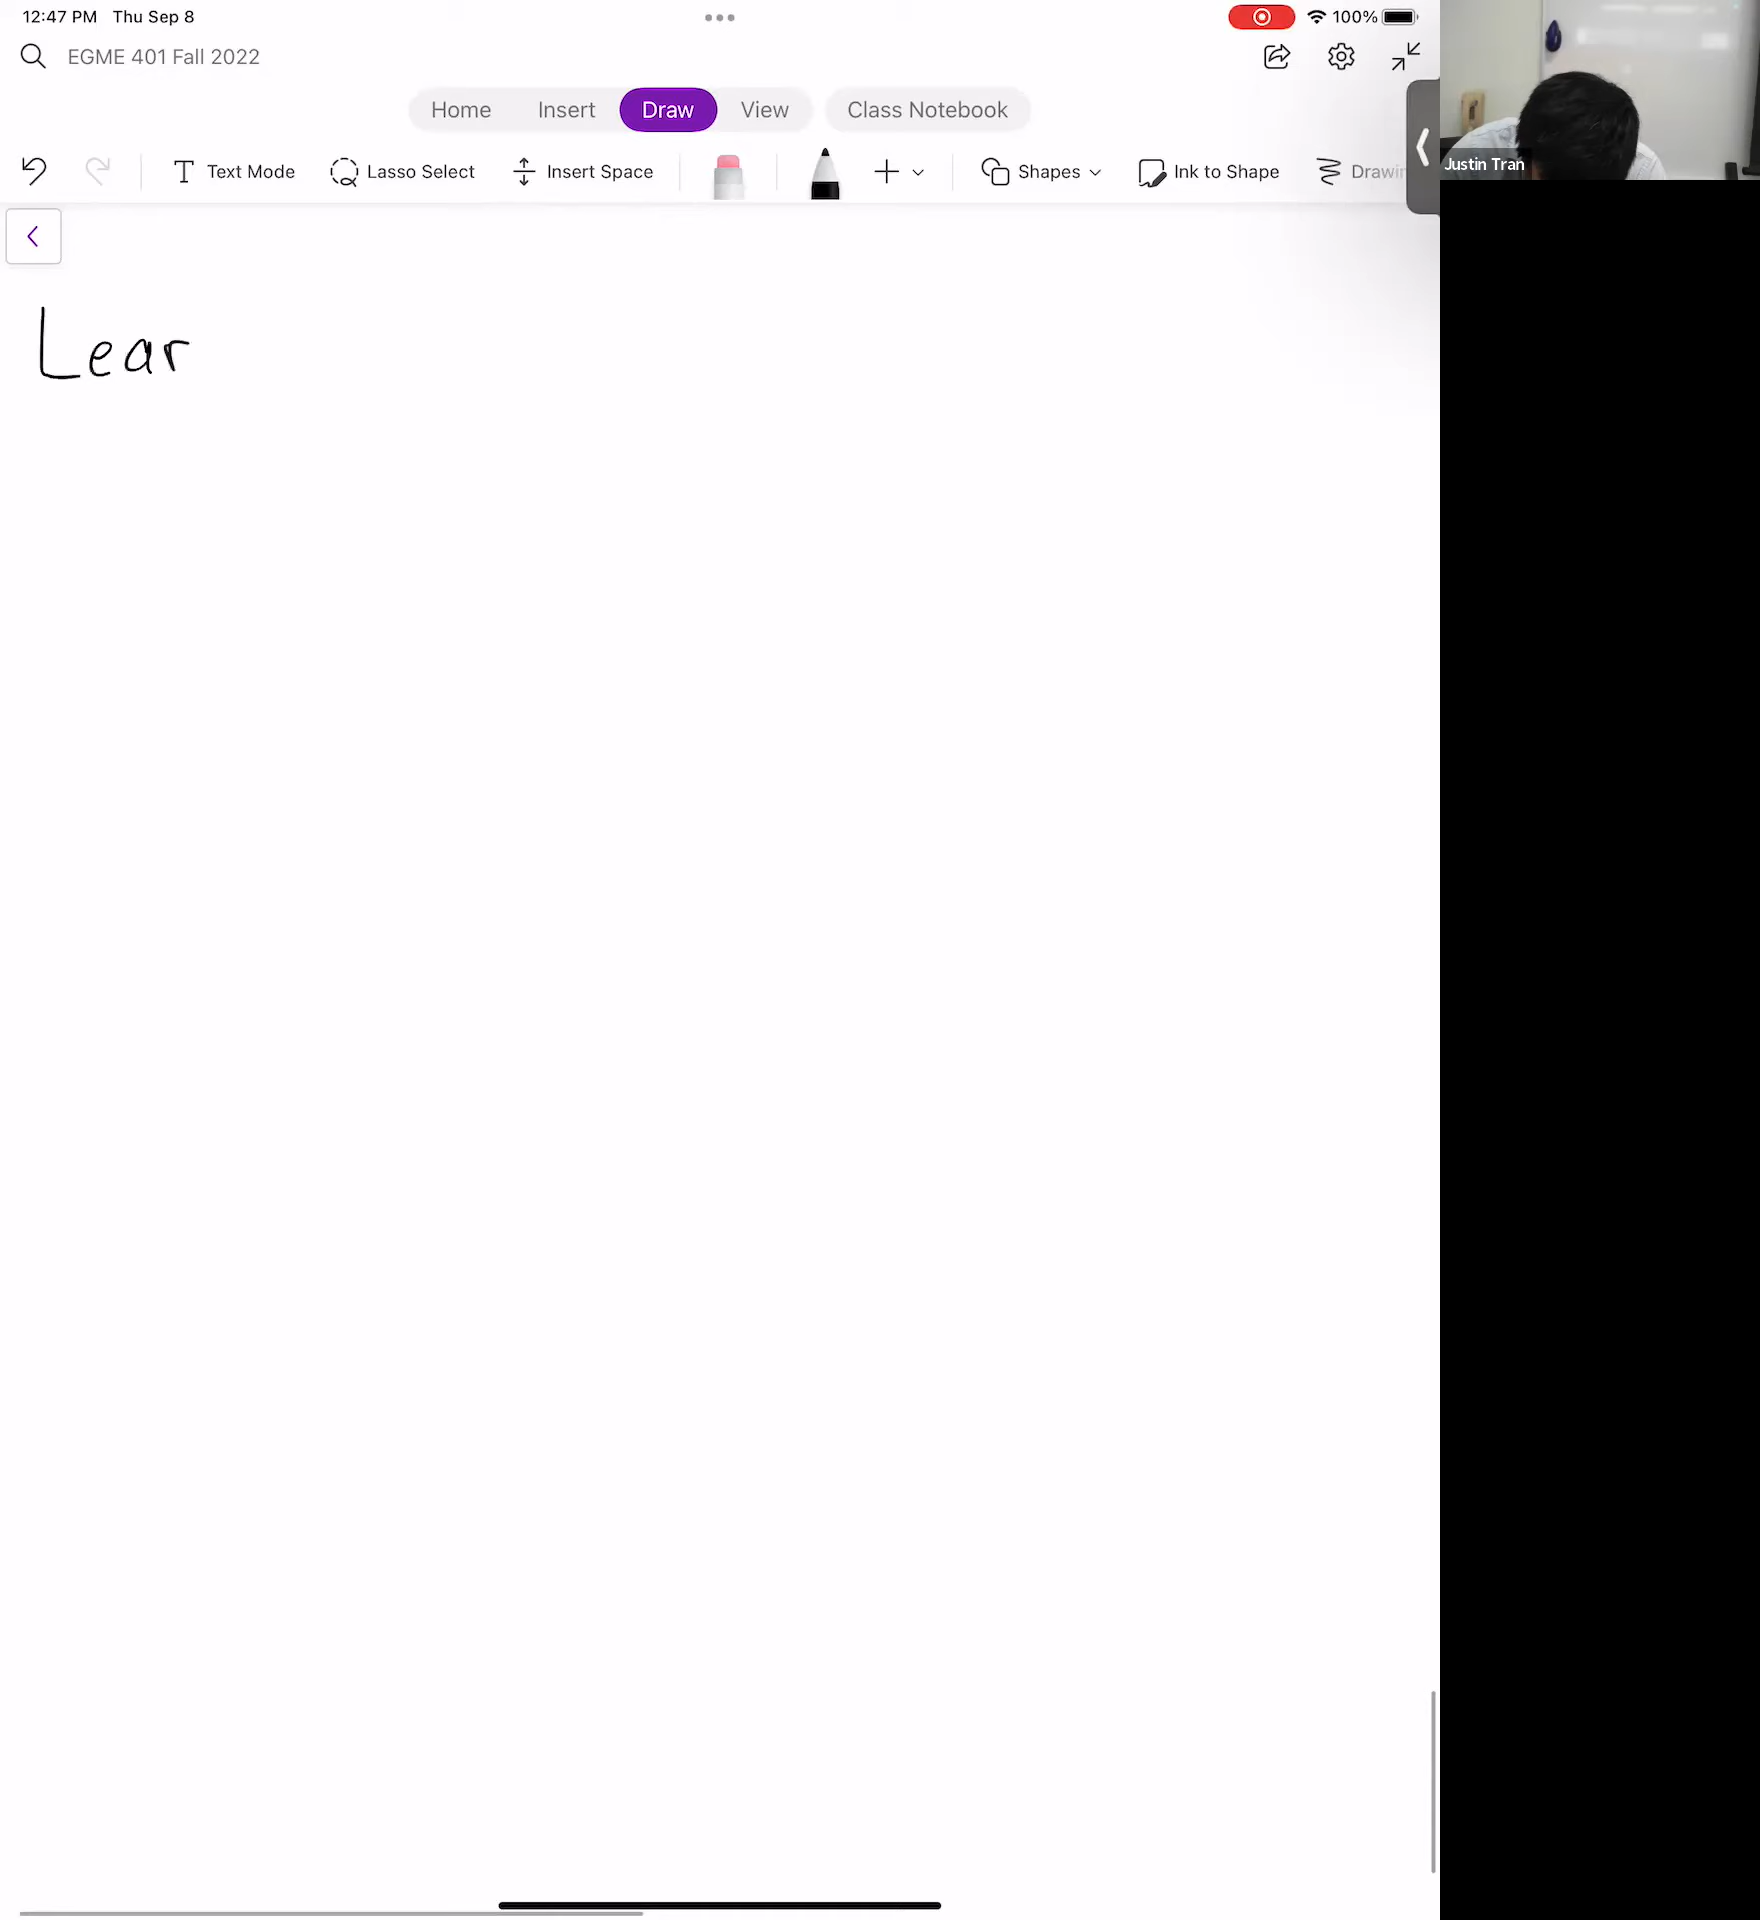 12:47 PM Thu Sep 8
100%
EGME 401 Fall 2022
Home Insert Draw View Class Notebook
Text Mode Lasso Select Insert Space Shapes Ink to Shape Drawi
Justin Tran
Lear